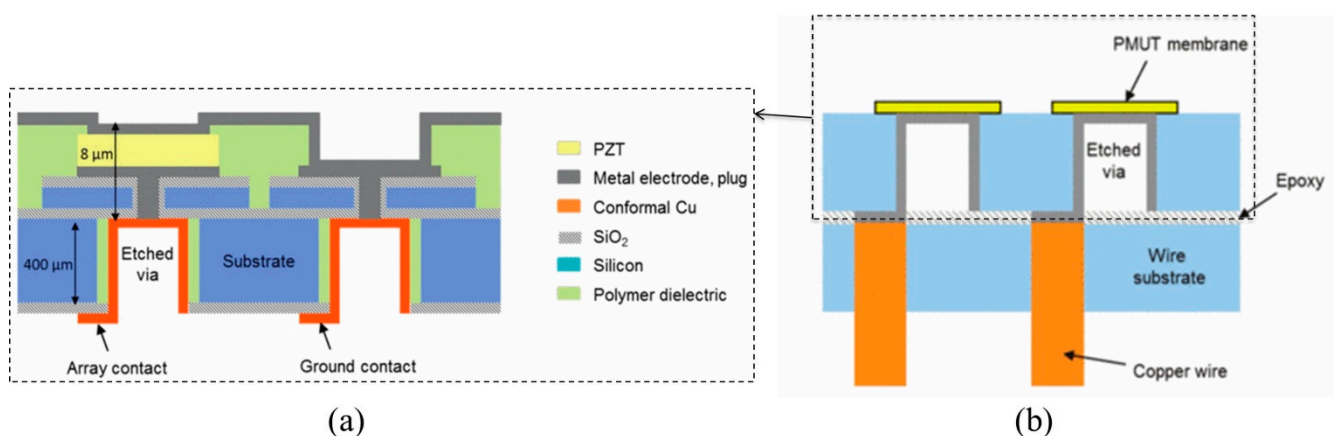 8 µm
400 µm
Etched
via
Substrate
Array contact
Ground contact
PZT
Metal electrode, plug
Conformal Cu
SiO₂
Silicon
Polymer dielectric
(a)
PMUT membrane
Etched
via
Epoxy
Wire
substrate
Copper wire
(b)